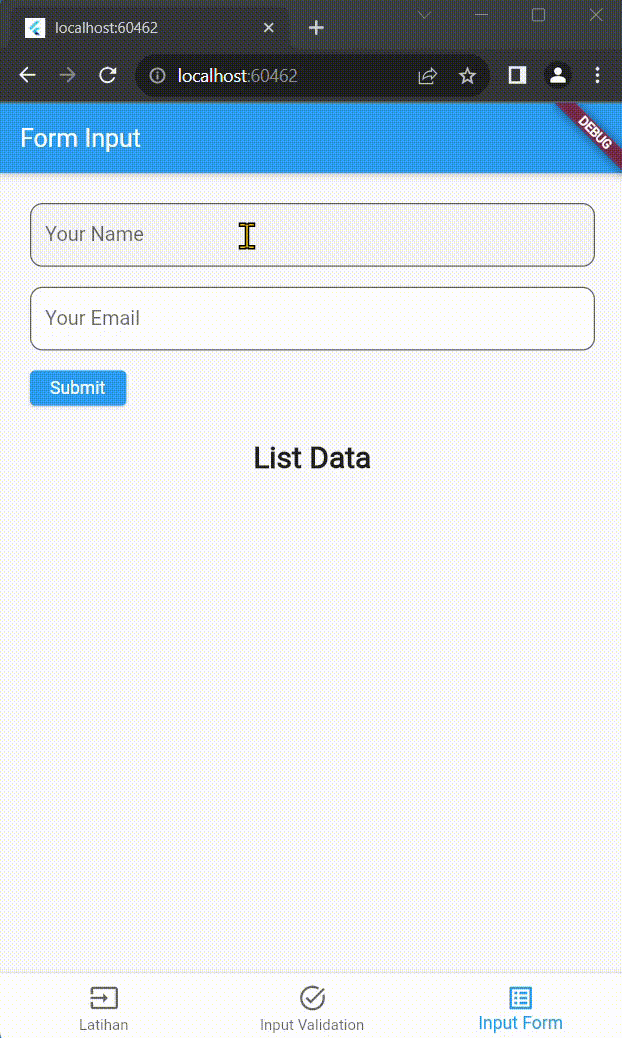 localhost:60462
localhost:60462
Form Input
DEBUG
Your Name
Your Email
Submit
List Data
Latihan
Input Validation
Input Form